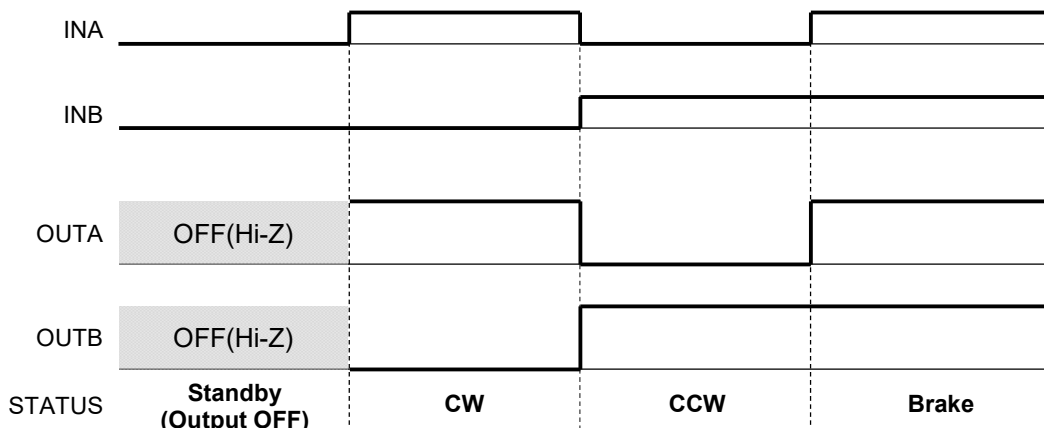 INA
INB
OUTA OFF(Hi-Z)
OUTB OFF(Hi-Z)
STATUS Standby (Output OFF) CW CCW Brake